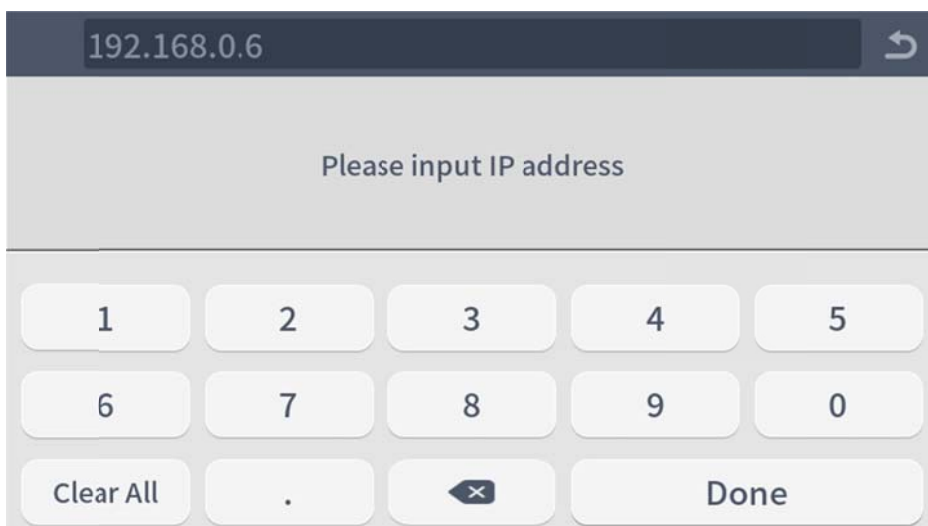 192.168.0.6
Please input IP address
1 2 3 4 5
6 7 8 9 0
Clear All . Done